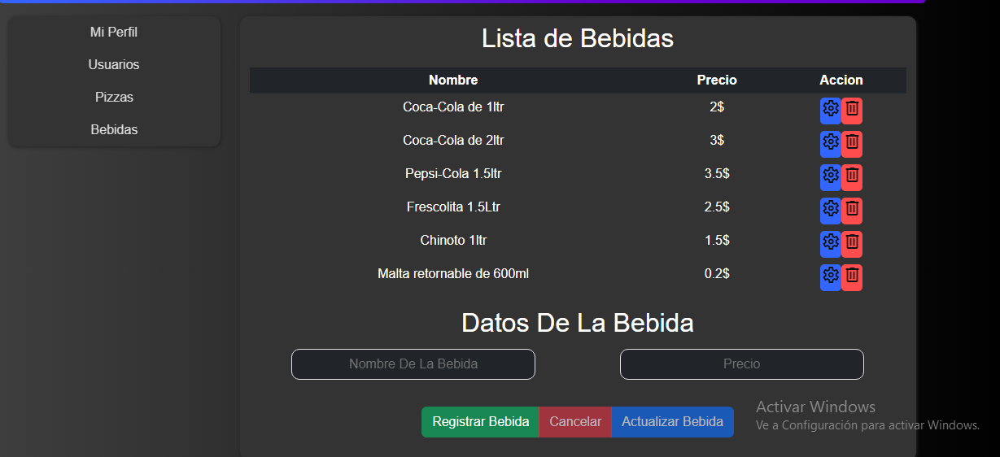 Mi Perfil
Usuarios
Pizzas
Bebidas
Lista de Bebidas
Nombre Precio Accion
Coca-Cola de 1ltr 2$
Coca-Cola de 2ltr 3$
Pepsi-Cola 1.5ltr 3.5$
Frescolita 1.5Ltr 2.5$
Chinoto 1ltr 1.5$
Malta retornable de 600ml 0.2$
Datos De La Bebida
Nombre De La Bebida Precio
Registrar Bebida Cancelar Actualizar Bebida
Activar Windows
Ve a Configuración para activar Windows.